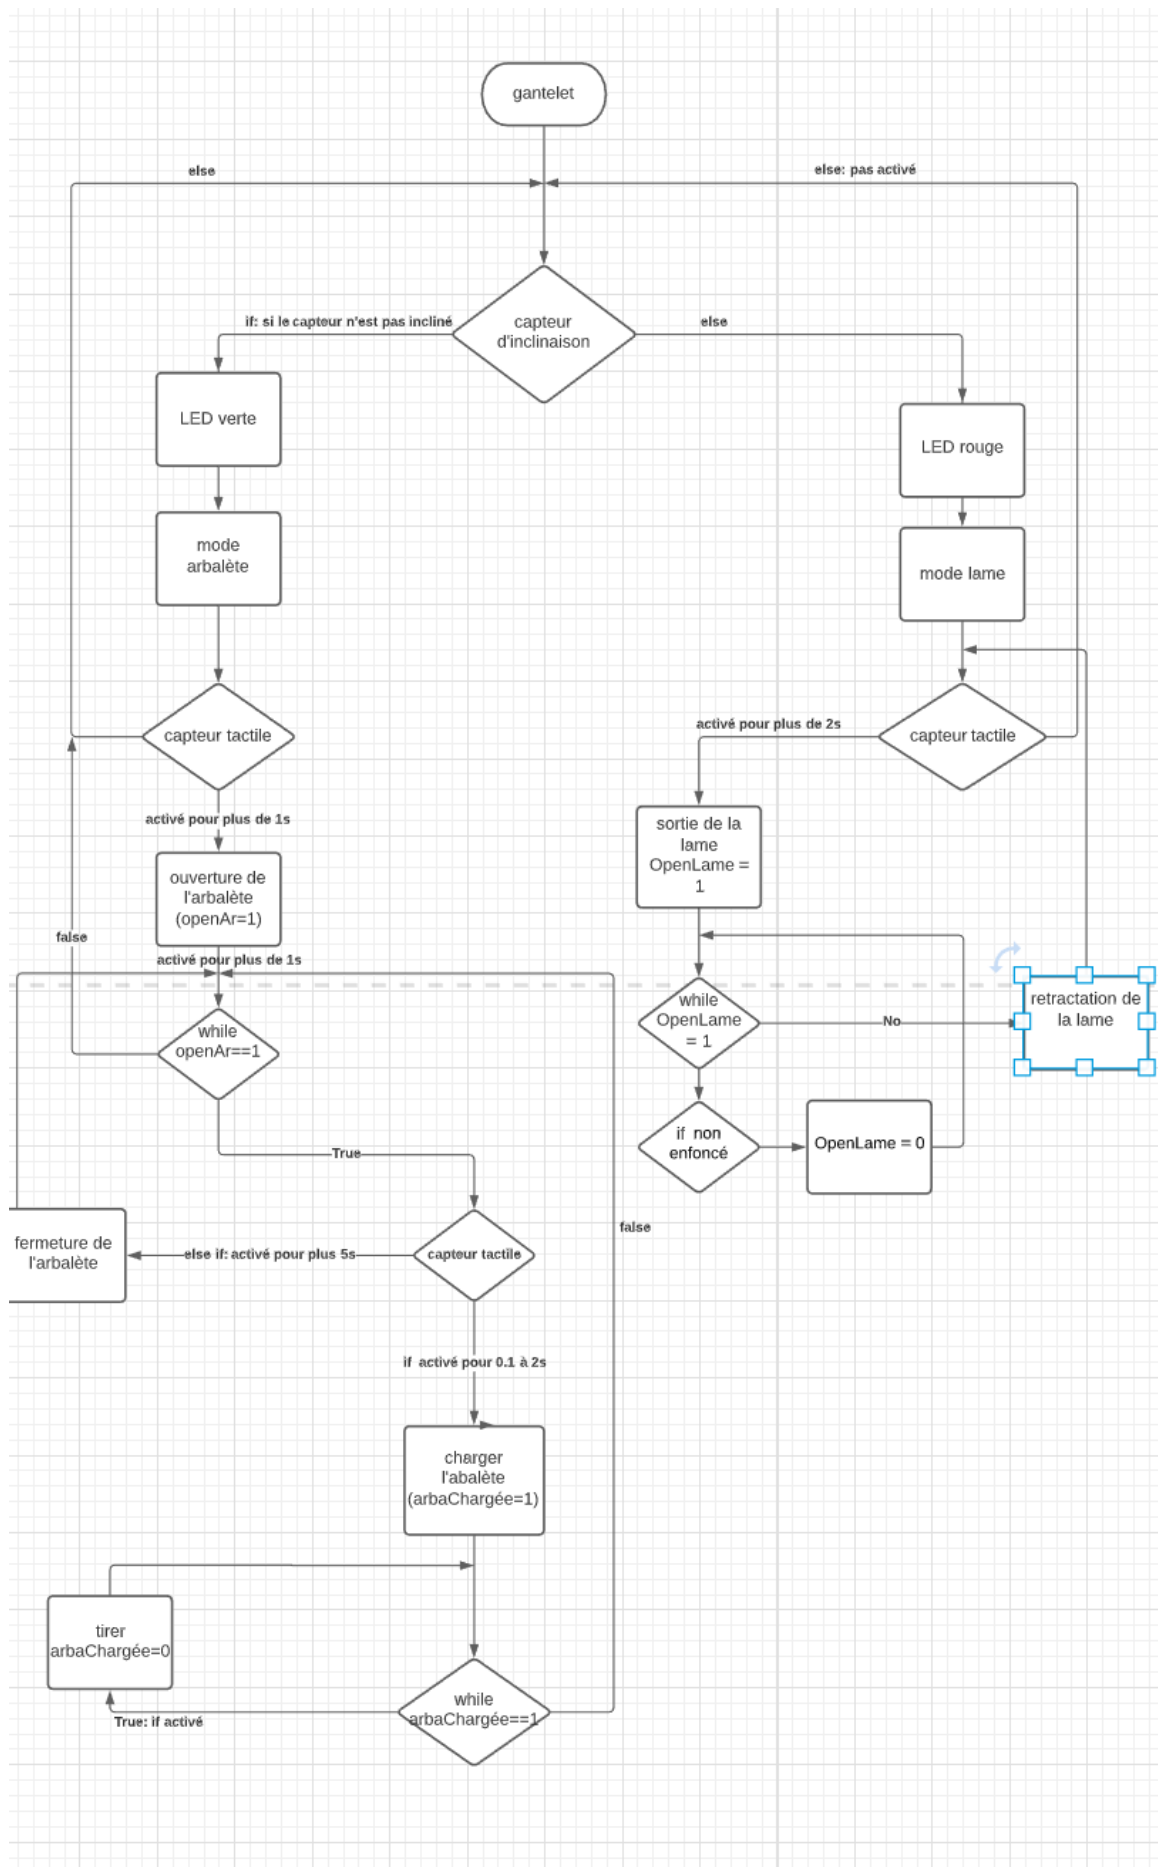 gantelet
else
else: pas activé
if: si le capteur n'est pas incliné
capteur
d'inclinaison
else
LED verte
LED rouge
mode
arbalète
mode lame
capteur tactile
activé pour plus de 2s
capteur tactile
activé pour plus de 1s
sortie de la
lame
OpenLame =
1
ouverture de
l'arbalète
(openAr=1)
false
activé pour plus de 1s
while
openAr==1
while
OpenLame
= 1
No
retractation de
la lame
if non
enfoncé
OpenLame = 0
True
fermeture de
l'arbalète
else if: activé pour plus 5s
capteur tactile
false
if activé pour 0.1 à 2s
charger
l'abalète
(arbaChargée=1)
tirer
arbaChargée=0
True: if activé
while
arbaChargée==1